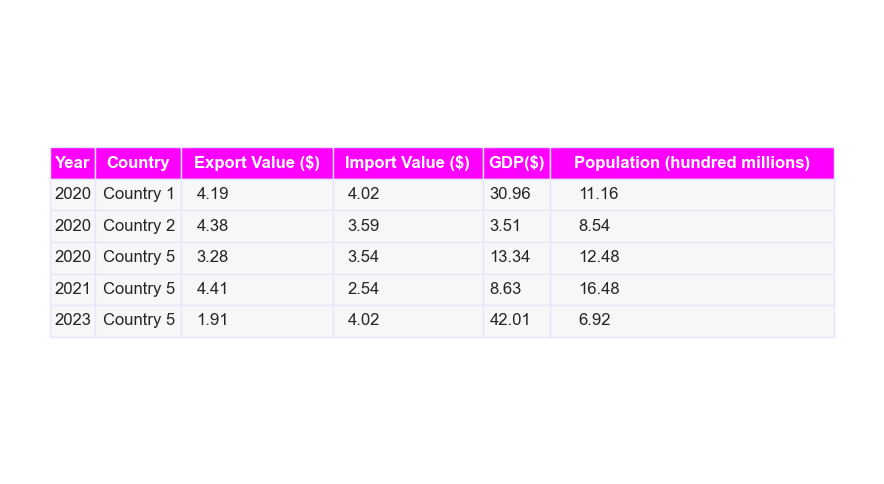 Year Country Export Value ($) Import Value ($) GDP($) Population (hundred millions)
2020 Country 1 4.19 4.02 30.96 11.16
2020 Country 2 4.38 3.59 3.51 8.54
2020 Country 5 3.28 3.54 13.34 12.48
2021 Country 5 4.41 2.54 8.63 16.48
2023 Country 5 1.91 4.02 42.01 6.92